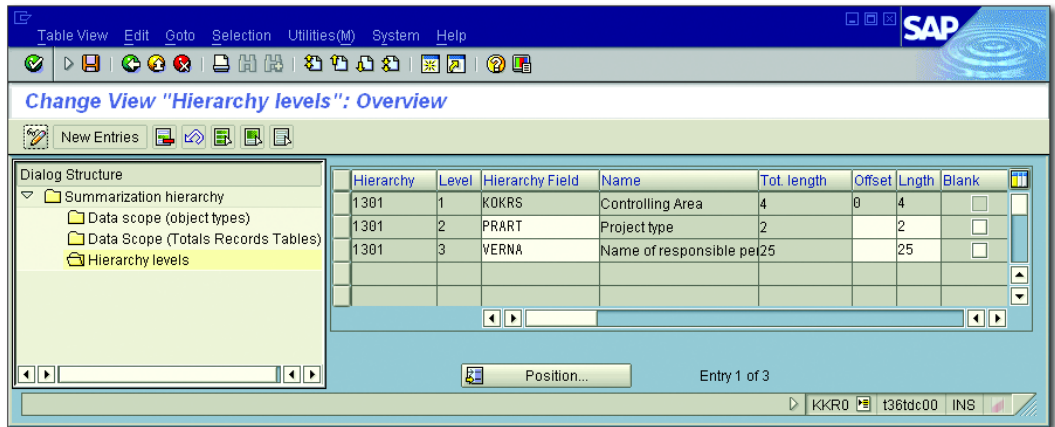 SAP
Table View Edit Goto Selection Utilities(M) System Help
Change View "Hierarchy levels": Overview
New Entries
Dialog Structure
Summarization hierarchy
Data scope (object types)
Data Scope (Totals Records Tables)
Hierarchy levels
Hierarchy Level Hierarchy Field Name Tot. length Offset Lngth Blank
1301 1 KOKRS Controlling Area 4 0 4
1301 2 PRART Project type 2 2
1301 3 VERNA Name of responsible per 25 25
Position... Entry 1 of 3
KKR0 t36tdc00 INS